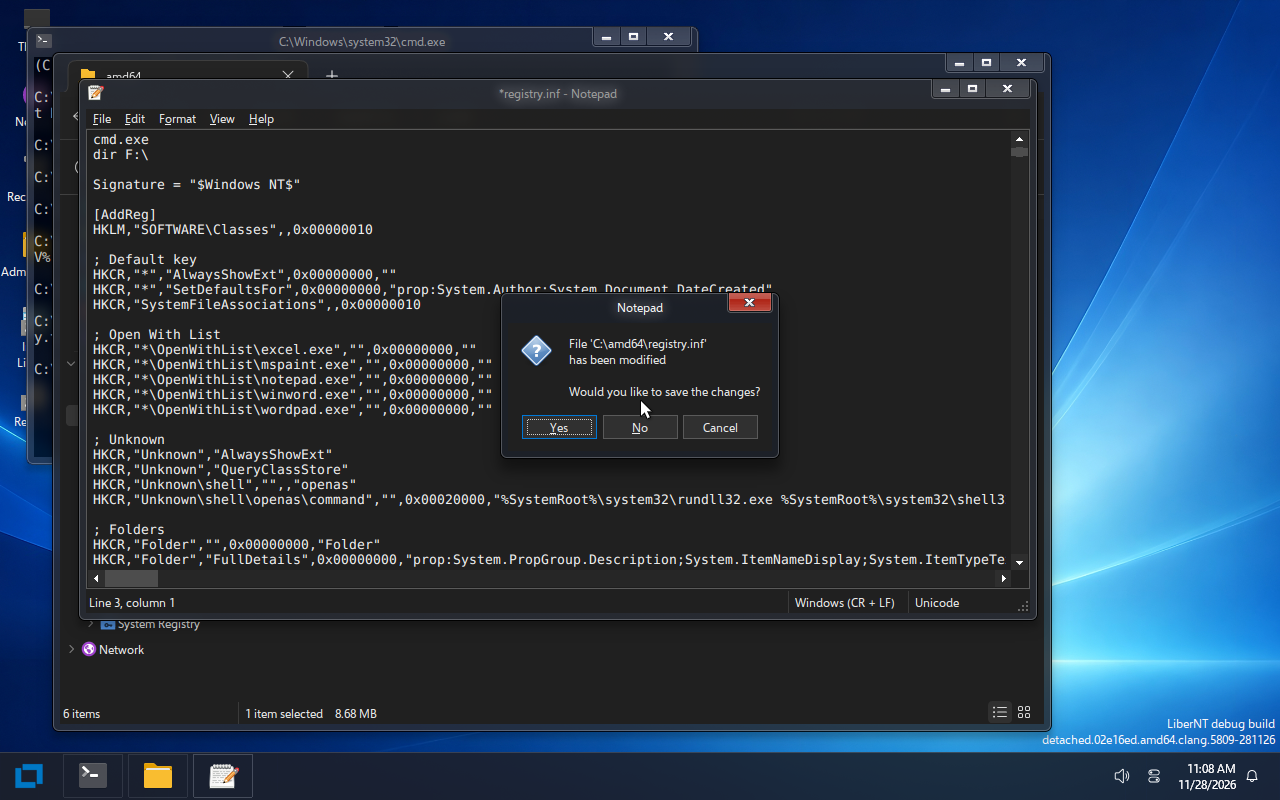 C:\Windows\system32\cmd.exe
amd64
*registry.inf - Notepad
File Edit Format View Help
cmd.exe
dir F:\
Signature = "$Windows NT$"
[AddReg]
HKLM,"SOFTWARE\Classes",,0x00000010
; Default key
HKCR,"*","AlwaysShowExt",0x00000000,""
HKCR,"*","SetDefaultsFor",0x00000000,"prop:System.Author;System.Document.DateCreated"
HKCR,"SystemFileAssociations",,0x00000010
; Open With List
HKCR,"*\OpenWithList\excel.exe","",0x00000000,""
HKCR,"*\OpenWithList\mspaint.exe","",0x00000000,""
HKCR,"*\OpenWithList\notepad.exe","",0x00000000,""
HKCR,"*\OpenWithList\winword.exe","",0x00000000,""
HKCR,"*\OpenWithList\wordpad.exe","",0x00000000,""
; Unknown
HKCR,"Unknown","AlwaysShowExt"
HKCR,"Unknown","QueryClassStore"
HKCR,"Unknown\shell","",,"openas"
HKCR,"Unknown\shell\openas\command","",0x00020000,"%SystemRoot%\system32\rundll32.exe %SystemRoot%\system32\shell3
; Folders
HKCR,"Folder","",0x00000000,"Folder"
HKCR,"Folder","FullDetails",0x00000000,"prop:System.PropGroup.Description;System.ItemNameDisplay;System.ItemTypeTe
Line 3, column 1
Windows (CR + LF)
Unicode
Notepad
File 'C:\amd64\registry.inf'
has been modified
Would you like to save the changes?
Yes
No
Cancel
System Registry
Network
6 items
1 item selected 8.68 MB
LiberNT debug build
detached.02e16ed.amd64.clang.5809-281126
11:08 AM
11/28/2026